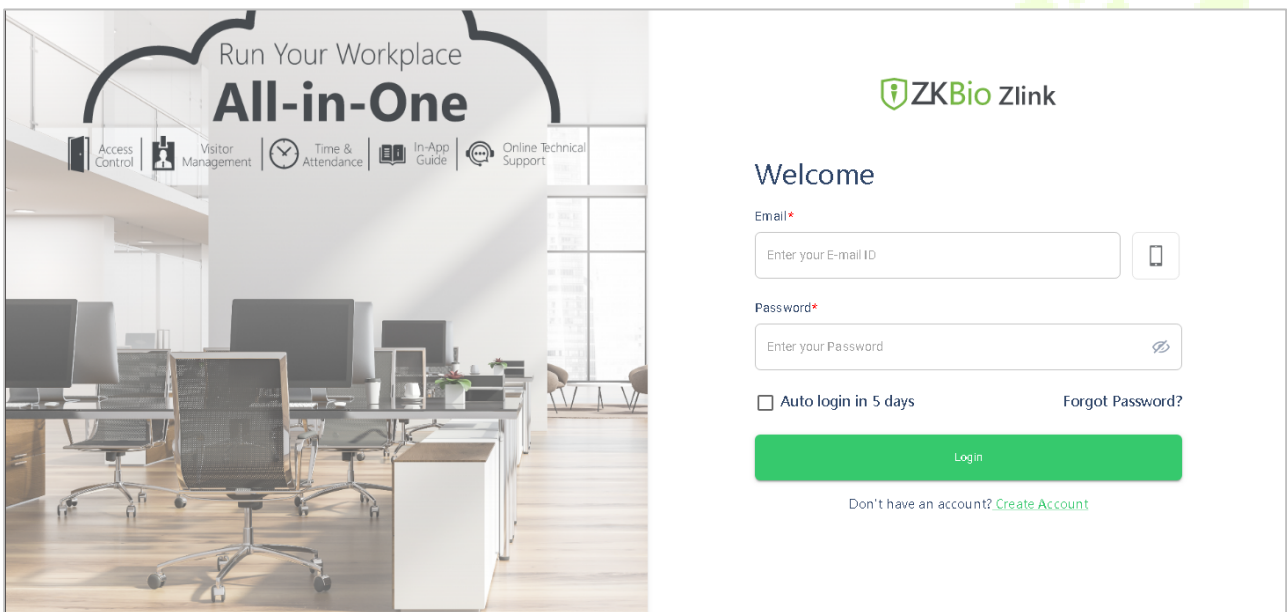 Run Your Workplace
All-in-One
Access Control
Visitor Management
Time & Attendance
In-App Guide
Online Technical Support
ZKBio Zlink
Welcome
Email*
Enter your E-mail ID
Password*
Enter your Password
Auto login in 5 days
Forgot Password?
Login
Don't have an account? Create Account